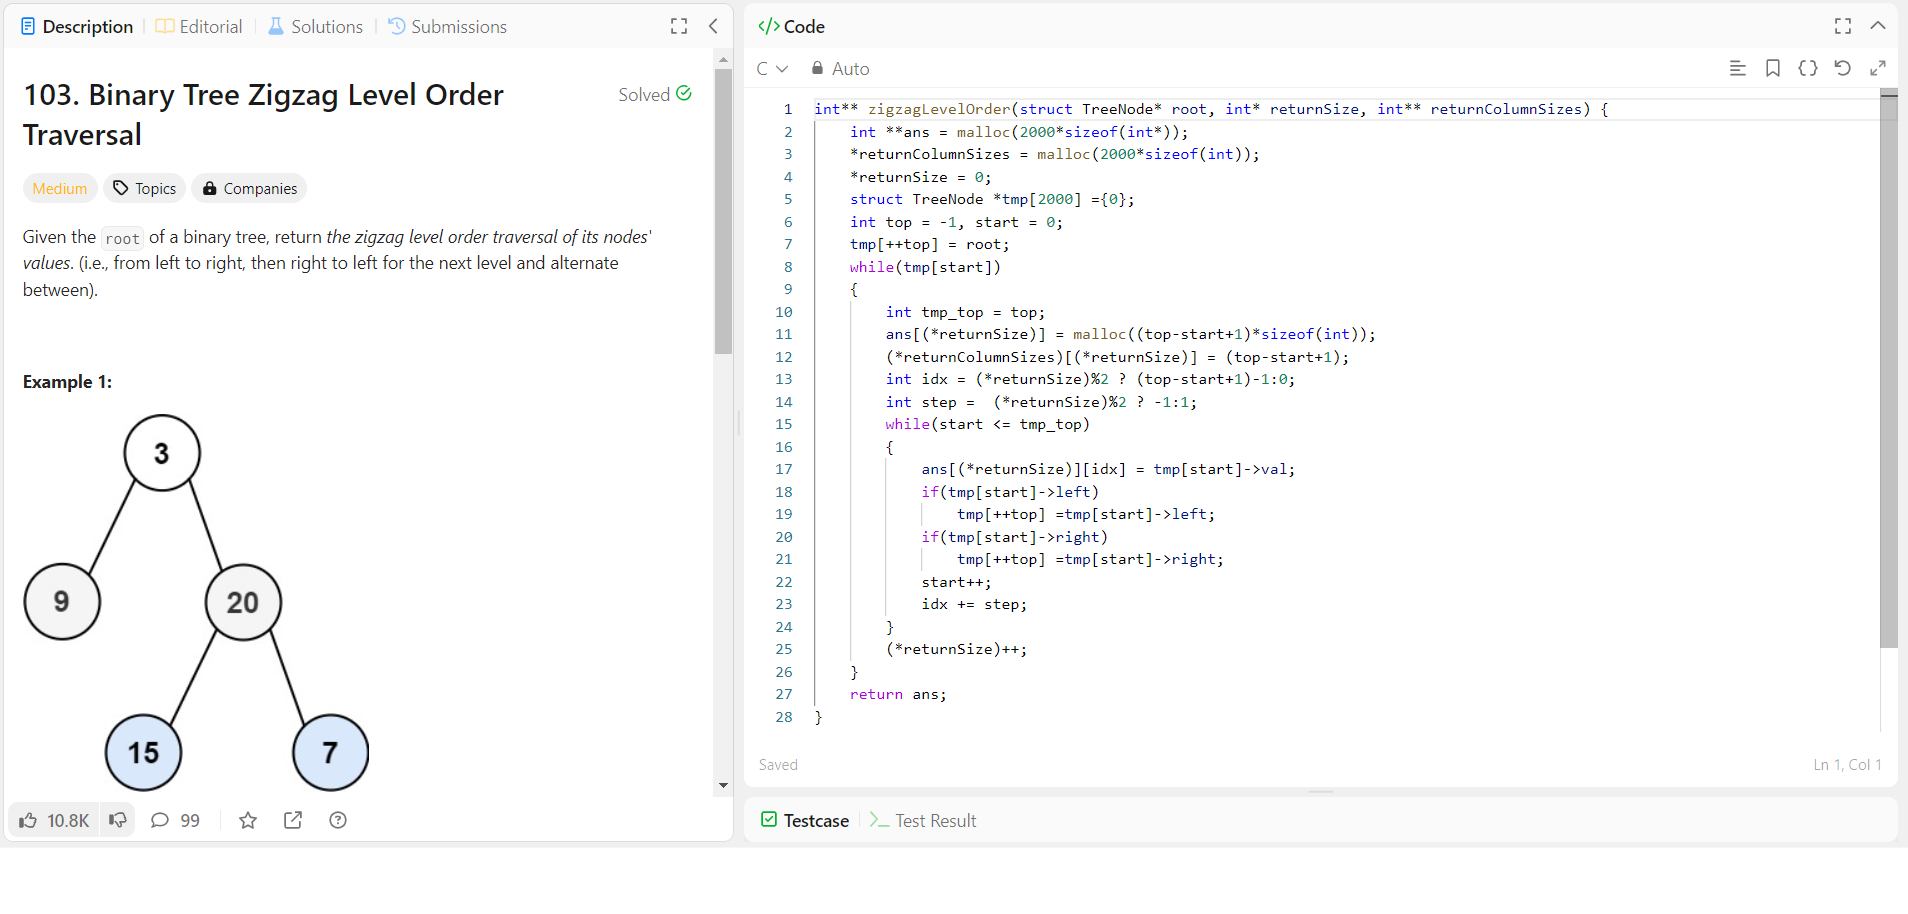 Description
Editorial
Solutions
Submissions
103. Binary Tree Zigzag Level Order
Traversal
Solved
Medium
Topics
Companies
Given the root of a binary tree, return the zigzag level order traversal of its nodes'
values. (i.e., from left to right, then right to left for the next level and alternate
between).
Example 1:
3
9
20
15
7
10.8K
99
</> Code
C
Auto
1 int** zigzagLevelOrder(struct TreeNode* root, int* returnSize, int** returnColumnSizes) {
2     int **ans = malloc(2000*sizeof(int*));
3     *returnColumnSizes = malloc(2000*sizeof(int));
4     *returnSize = 0;
5     struct TreeNode *tmp[2000] ={0};
6     int top = -1, start = 0;
7     tmp[++top] = root;
8     while(tmp[start])
9     {
10         int tmp_top = top;
11         ans[(*returnSize)] = malloc((top-start+1)*sizeof(int));
12         (*returnColumnSizes)[(*returnSize)] = (top-start+1);
13         int idx = (*returnSize)%2 ? (top-start+1)-1:0;
14         int step =  (*returnSize)%2 ? -1:1;
15         while(start <= tmp_top)
16         {
17             ans[(*returnSize)][idx] = tmp[start]->val;
18             if(tmp[start]->left)
19                 tmp[++top] =tmp[start]->left;
20             if(tmp[start]->right)
21                 tmp[++top] =tmp[start]->right;
22             start++;
23             idx += step;
24         }
25         (*returnSize)++;
26     }
27     return ans;
28 }
Saved
Ln 1, Col 1
Testcase
Test Result